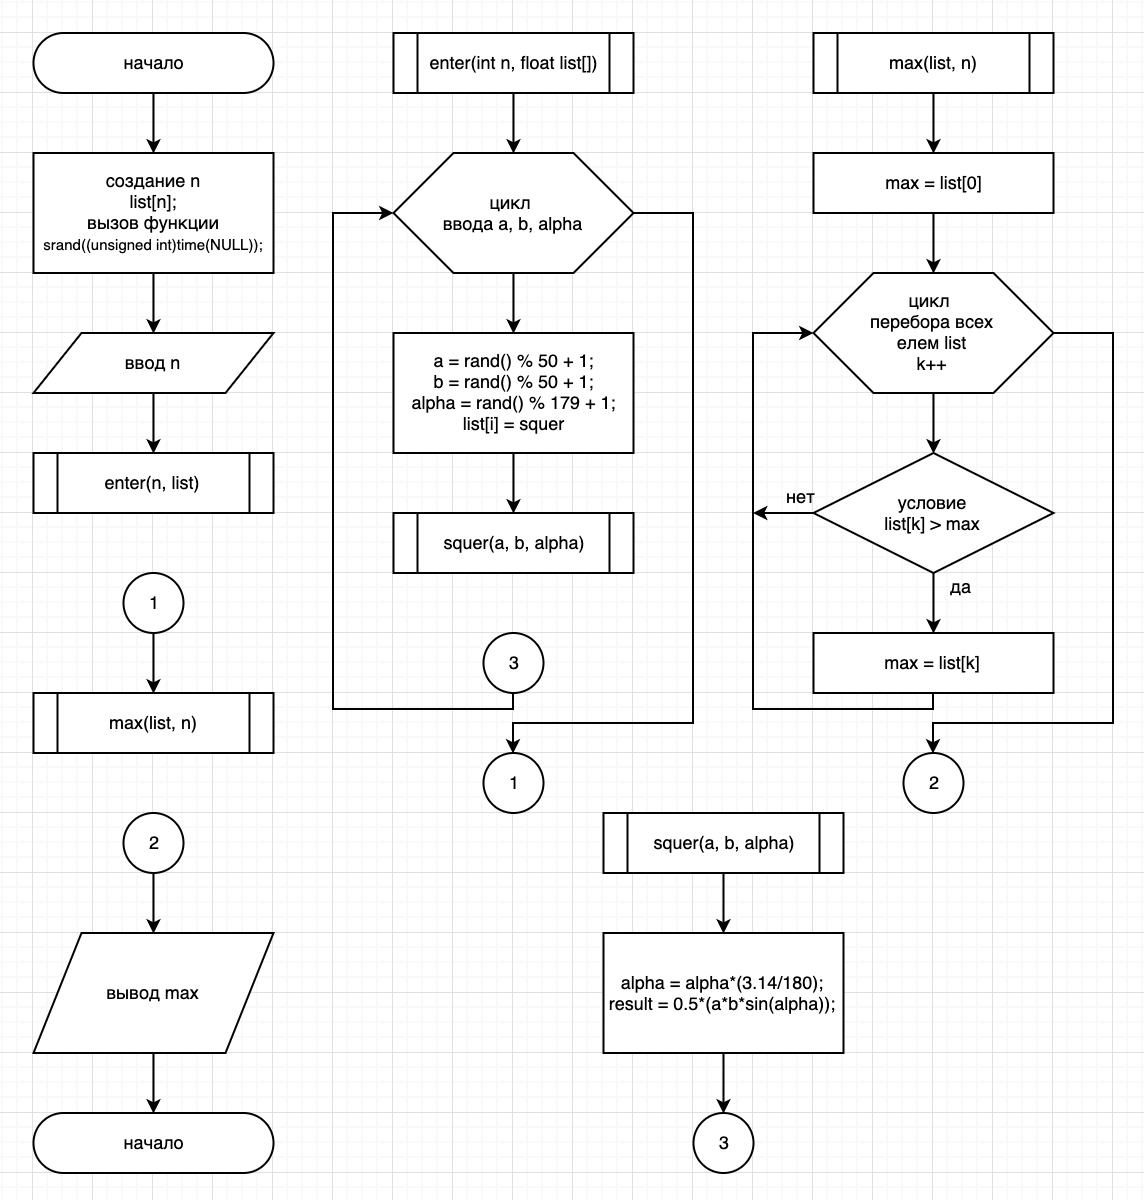 начало
создание n
list[n];
вызов функции
srand((unsigned int)time(NULL));
ввод n
enter(n, list)
1
max(list, n)
2
вывод max
начало
enter(int n, float list[])
цикл
ввода a, b, alpha
a = rand() % 50 + 1;
b = rand() % 50 + 1;
alpha = rand() % 179 + 1;
list[i] = squer
squer(a, b, alpha)
3
1
max(list, n)
max = list[0]
цикл
перебора всех
елем list
k++
условие
list[k] > max
нет
да
max = list[k]
2
squer(a, b, alpha)
alpha = alpha*(3.14/180);
result = 0.5*(a*b*sin(alpha));
3